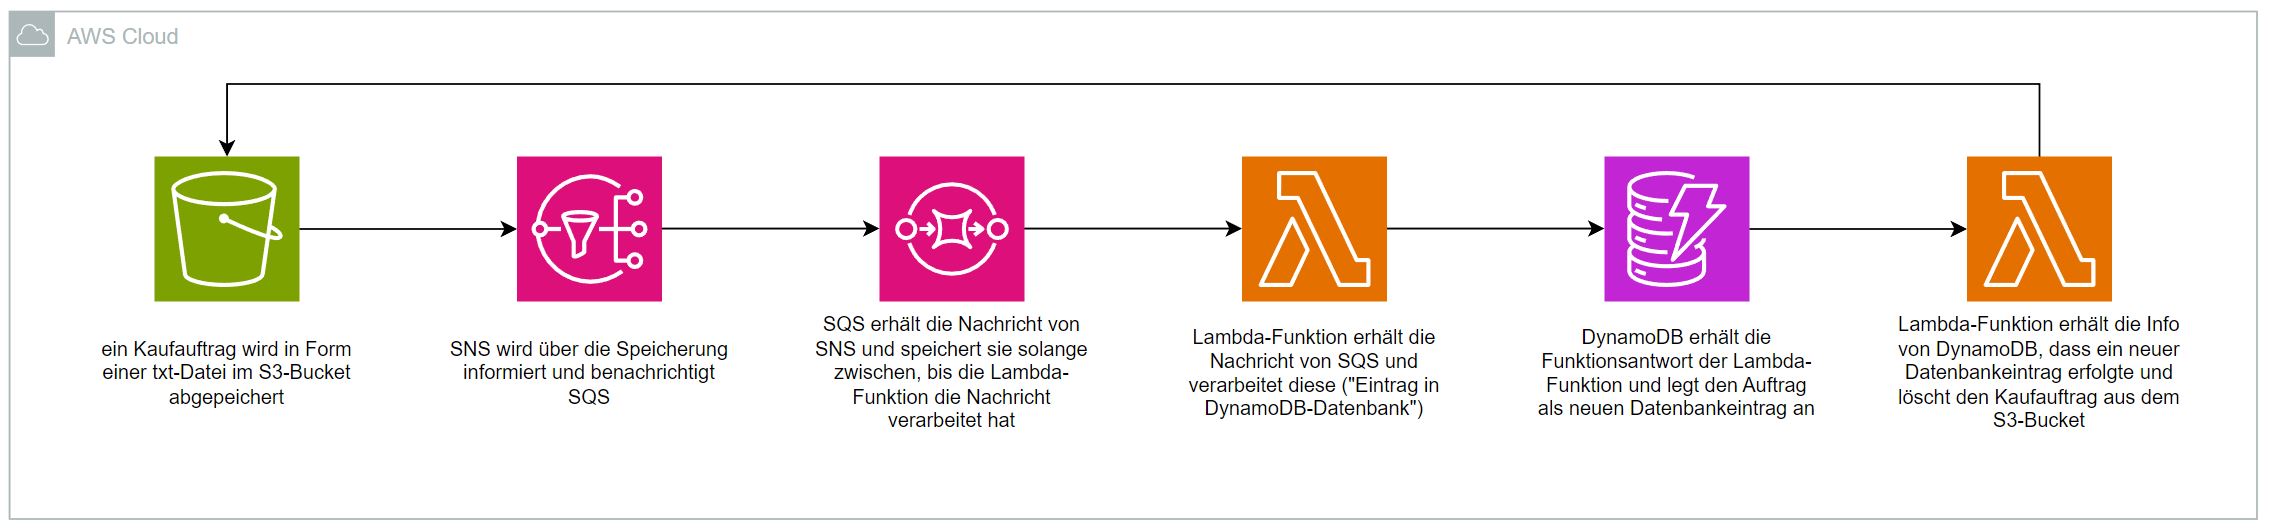 AWS Cloud
ein Kaufauftrag wird in Form
einer txt-Datei im S3-Bucket
abgepeichert
SNS wird über die Speicherung
informiert und benachrichtigt
SQS
SQS erhält die Nachricht von
SNS und speichert sie solange
zwischen, bis die Lambda-
Funktion die Nachricht
verarbeitet hat
Lambda-Funktion erhält die
Nachricht von SQS und
verarbeitet diese ("Eintrag in
DynamoDB-Datenbank")
DynamoDB erhält die
Funktionsantwort der Lambda-
Funktion und legt den Auftrag
als neuen Datenbankeintrag an
Lambda-Funktion erhält die Info
von DynamoDB, dass ein neuer
Datenbankeintrag erfolgte und
löscht den Kaufauftrag aus dem
S3-Bucket